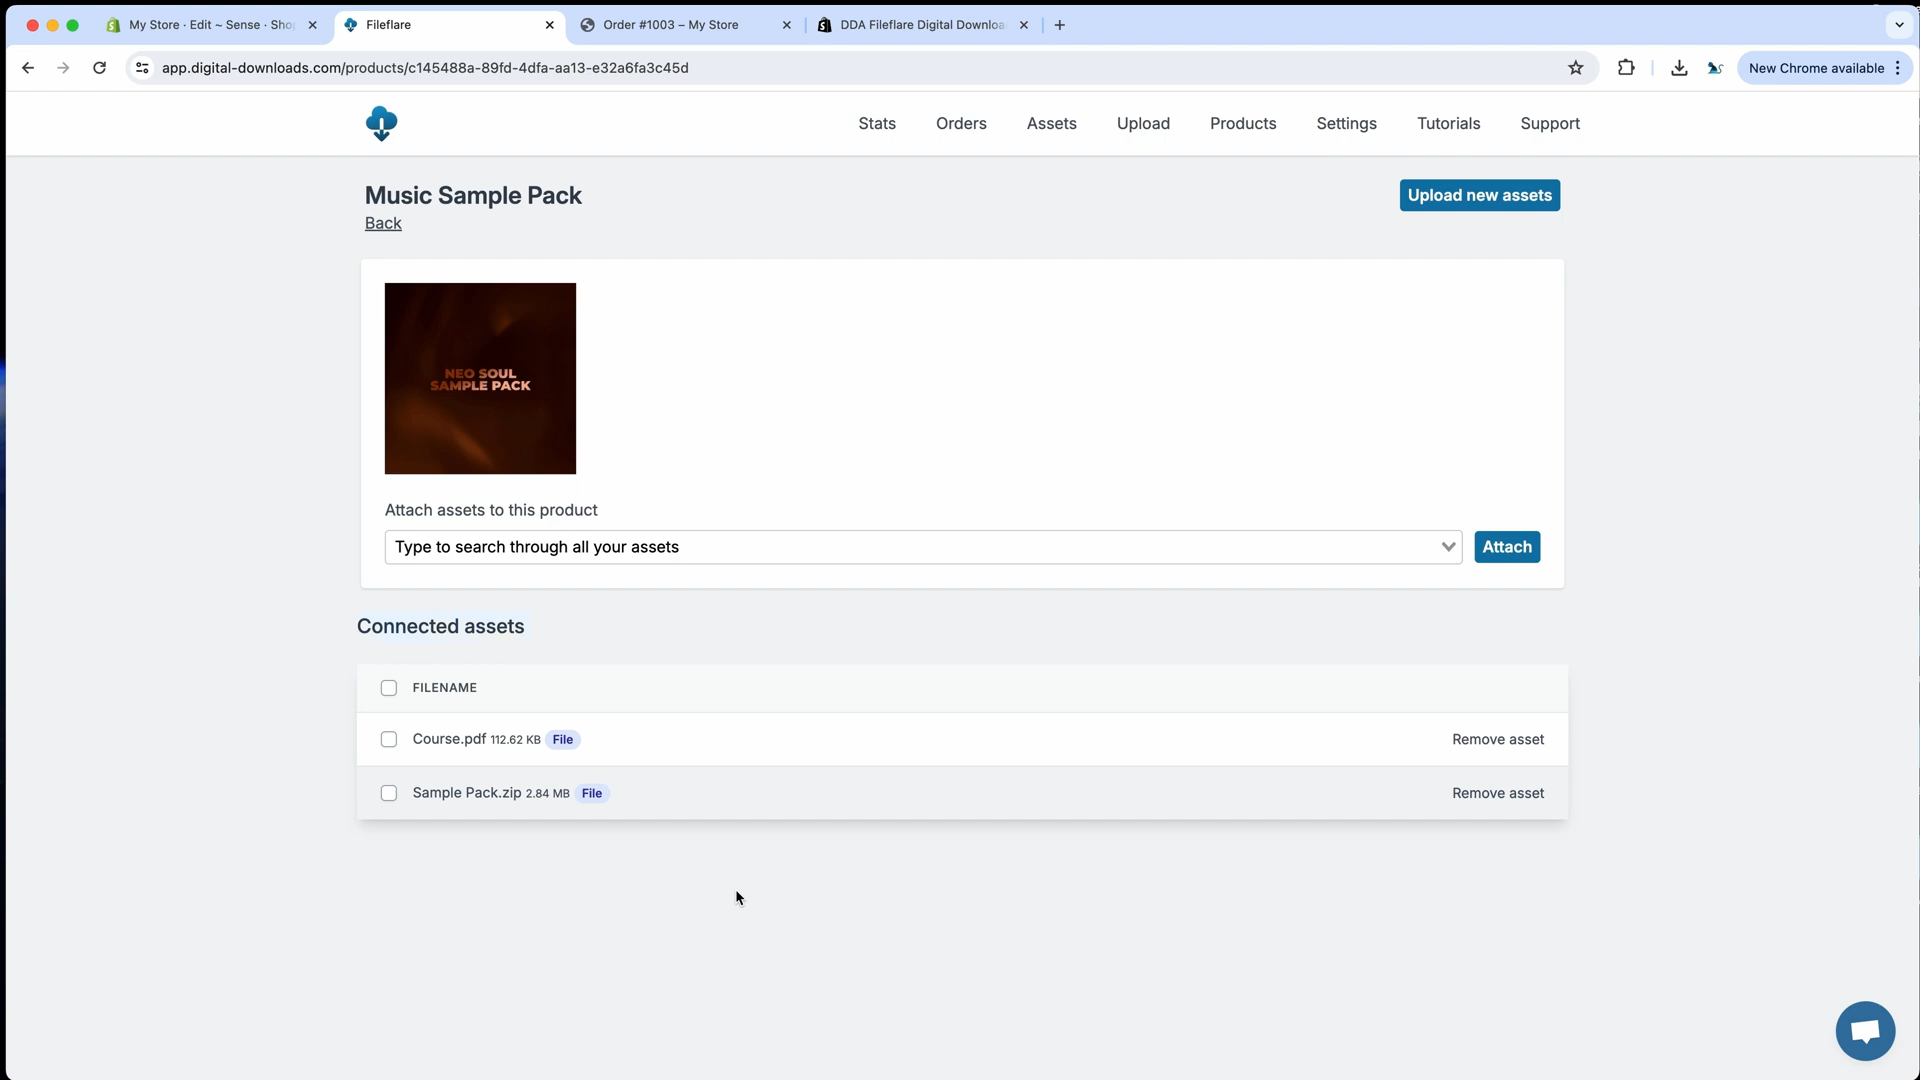 My Store · Edit ~ Sense · Sho
Fileflare
Order #1003 – My Store
DDA Fileflare Digital Downloa
app.digital-downloads.com/products/c145488a-89fd-4dfa-aa13-e32a6fa3c45d
New Chrome available
Stats
Orders
Assets
Upload
Products
Settings
Tutorials
Support
Music Sample Pack
Upload new assets
Back
NEO SOUL
SAMPLE PACK
Attach assets to this product
Type to search through all your assets
Attach
Connected assets
FILENAME
Course.pdf 112.62 KB File
Remove asset
Sample Pack.zip 2.84 MB File
Remove asset